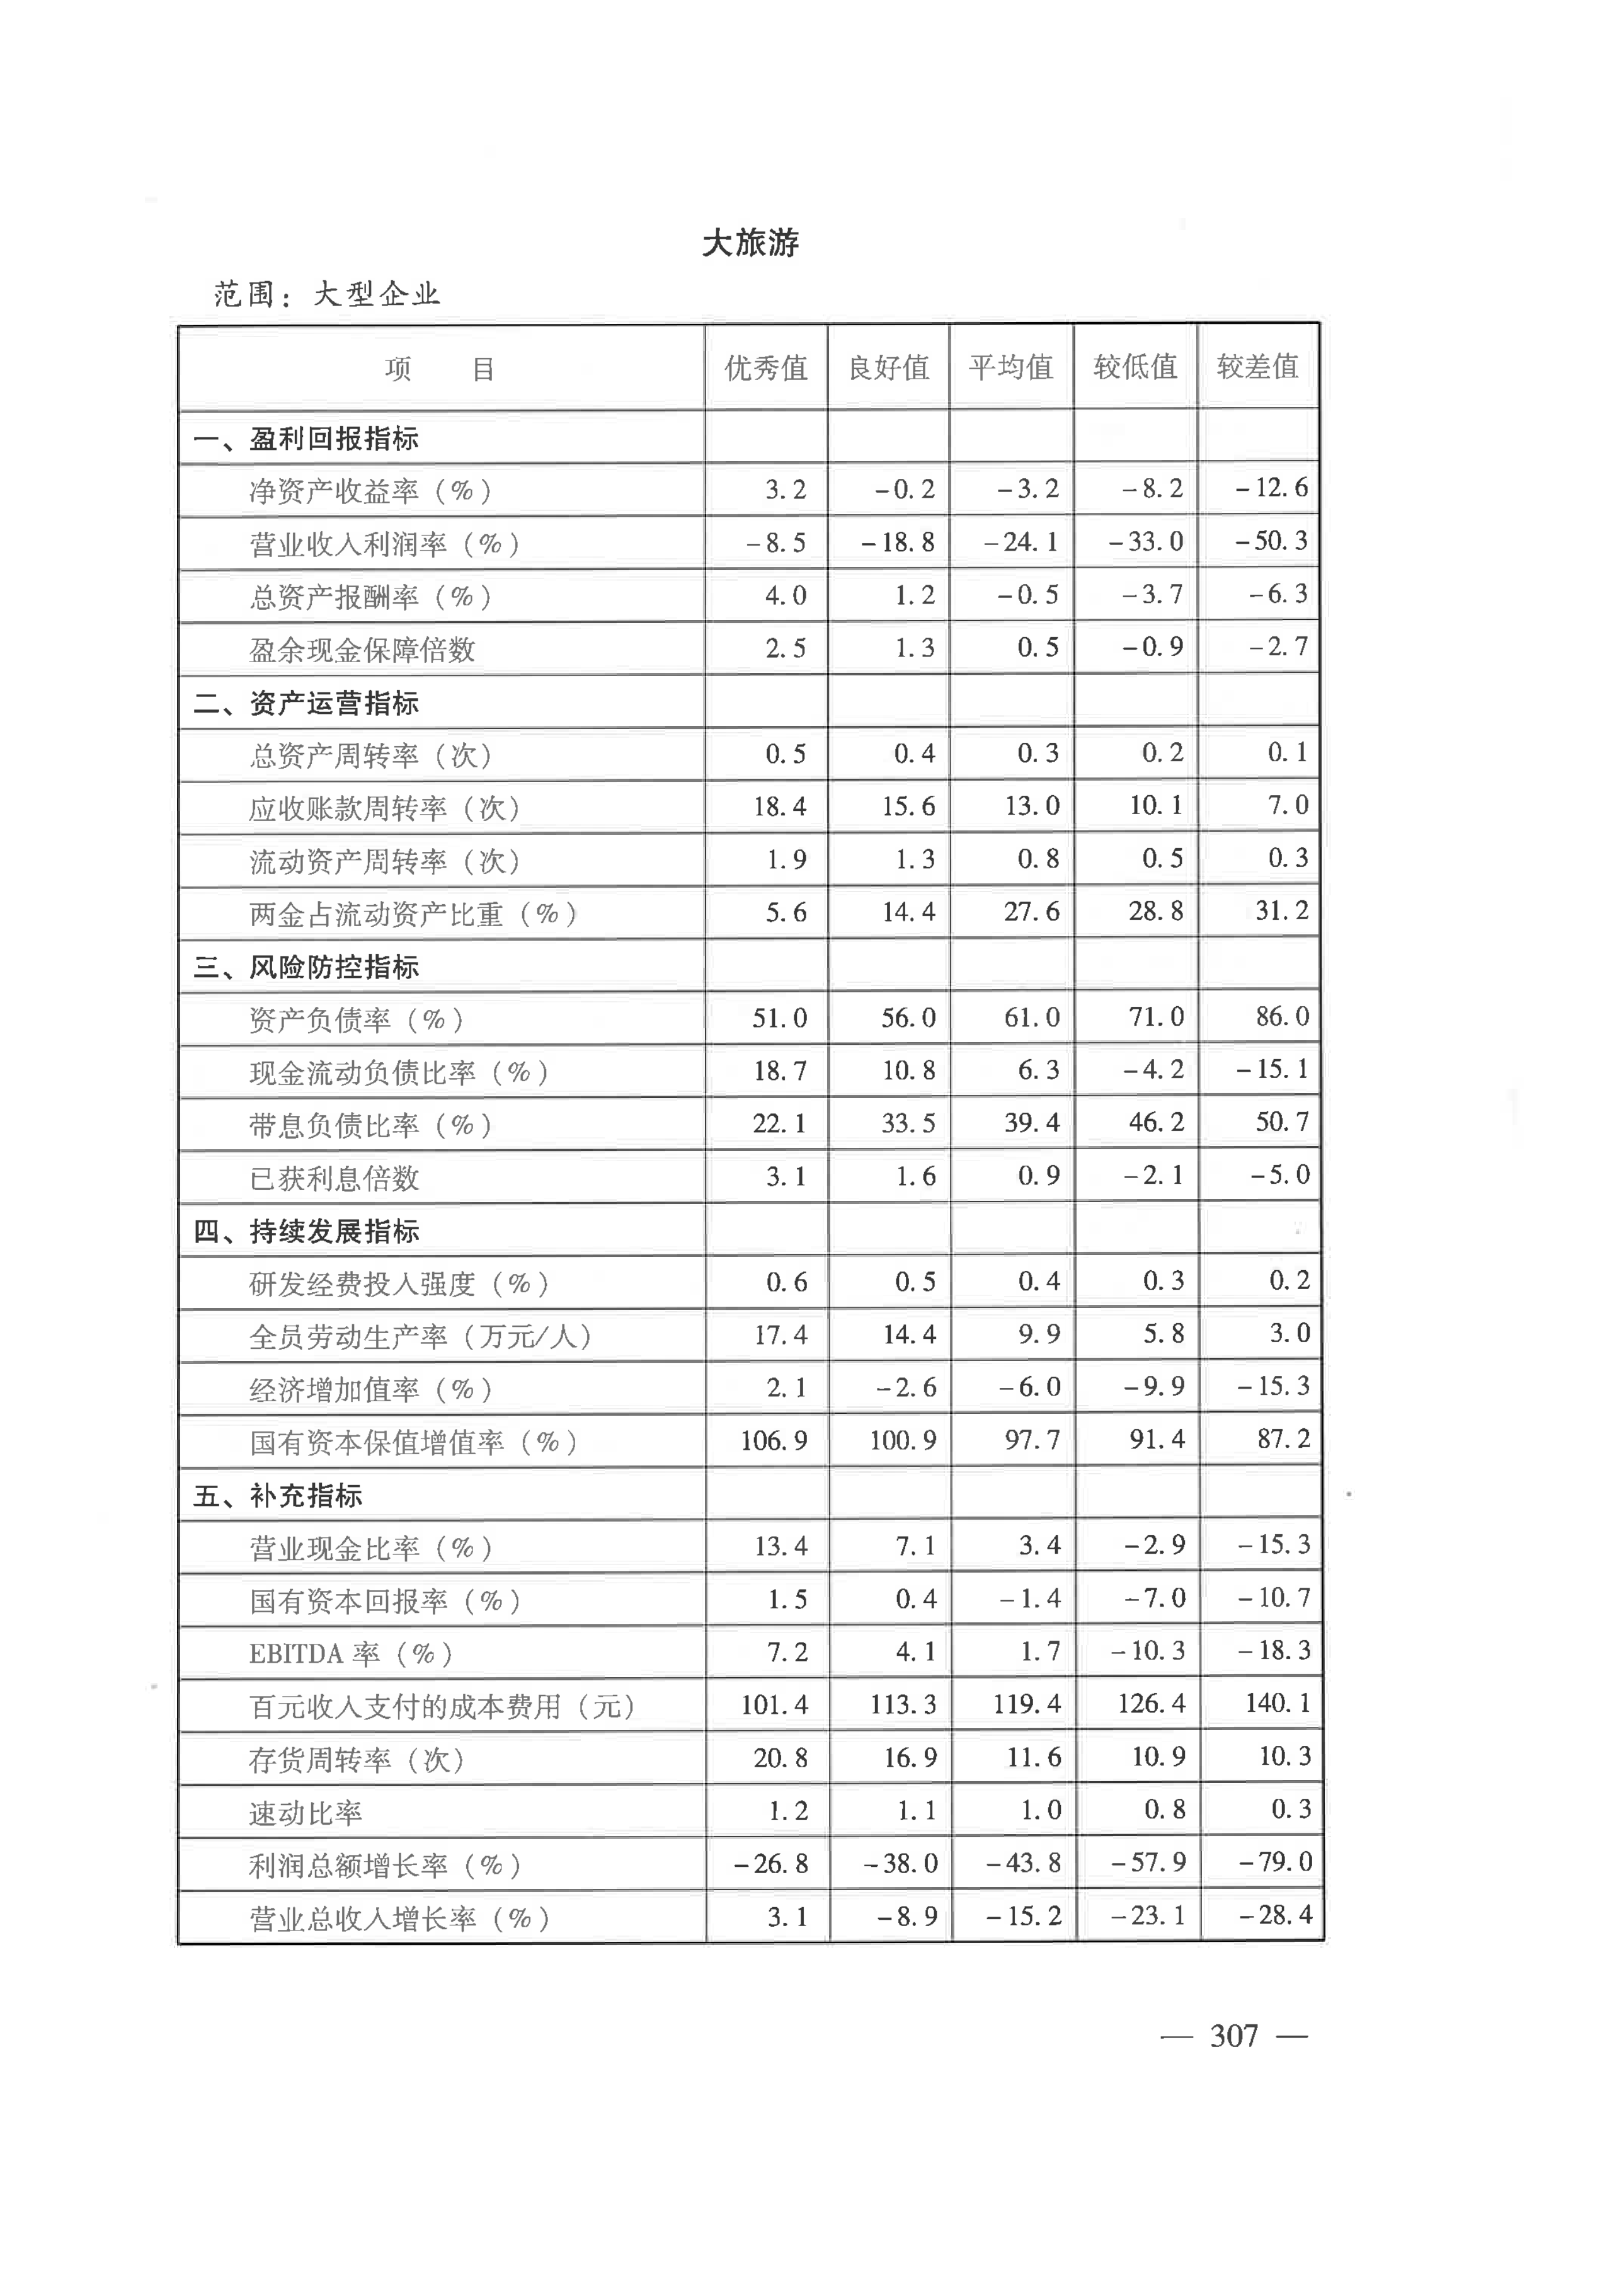 大旅游
范围：大型企业
项 目 优秀值 良好值 平均值 较低值 较差值
一、盈利回报指标
净资产收益率（%） 3.2 -0.2 -3.2 -8.2 -12.6
营业收入利润率（%） -8.5 -18.8 -24.1 -33.0 -50.3
总资产报酬率（%） 4.0 1.2 -0.5 -3.7 -6.3
盈余现金保障倍数 2.5 1.3 0.5 -0.9 -2.7
二、资产运营指标
总资产周转率（次） 0.5 0.4 0.3 0.2 0.1
应收账款周转率（次） 18.4 15.6 13.0 10.1 7.0
流动资产周转率（次） 1.9 1.3 0.8 0.5 0.3
两金占流动资产比重（%） 5.6 14.4 27.6 28.8 31.2
三、风险防控指标
资产负债率（%） 51.0 56.0 61.0 71.0 86.0
现金流动负债比率（%） 18.7 10.8 6.3 -4.2 -15.1
带息负债比率（%） 22.1 33.5 39.4 46.2 50.7
已获利息倍数 3.1 1.6 0.9 -2.1 -5.0
四、持续发展指标
研发经费投入强度（%） 0.6 0.5 0.4 0.3 0.2
全员劳动生产率（万元/人） 17.4 14.4 9.9 5.8 3.0
经济增加值率（%） 2.1 -2.6 -6.0 -9.9 -15.3
国有资本保值增值率（%） 106.9 100.9 97.7 91.4 87.2
五、补充指标
营业现金比率（%） 13.4 7.1 3.4 -2.9 -15.3
国有资本回报率（%） 1.5 0.4 -1.4 -7.0 -10.7
EBITDA 率（%） 7.2 4.1 1.7 -10.3 -18.3
百元收入支付的成本费用（元） 101.4 113.3 119.4 126.4 140.1
存货周转率（次） 20.8 16.9 11.6 10.9 10.3
速动比率 1.2 1.1 1.0 0.8 0.3
利润总额增长率（%） -26.8 -38.0 -43.8 -57.9 -79.0
营业总收入增长率（%） 3.1 -8.9 -15.2 -23.1 -28.4
— 307 —